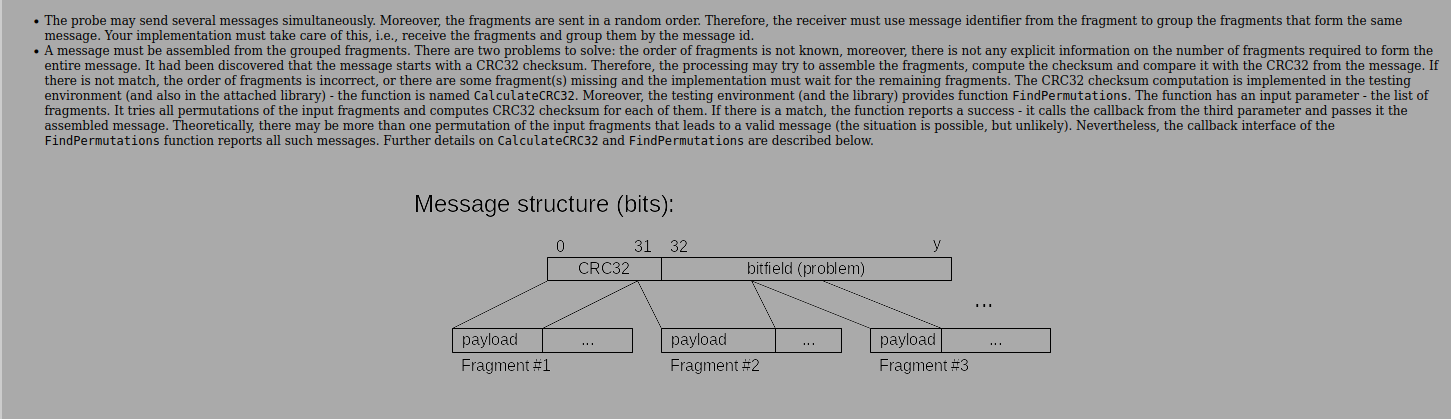 • The probe may send several messages simultaneously. Moreover, the fragments are sent in a random order. Therefore, the receiver must use message identifier from the fragment to group the fragments that form the same
message. Your implementation must take care of this, i.e., receive the fragments and group them by the message id.
• A message must be assembled from the grouped fragments. There are two problems to solve: the order of fragments is not known, moreover, there is not any explicit information on the number of fragments required to form the
entire message. It had been discovered that the message starts with a CRC32 checksum. Therefore, the processing may try to assemble the fragments, compute the checksum and compare it with the CRC32 from the message. If
there is not match, the order of fragments is incorrect, or there are some fragment(s) missing and the implementation must wait for the remaining fragments. The CRC32 checksum computation is implemented in the testing
environment (and also in the attached library) - the function is named CalculateCRC32. Moreover, the testing environment (and the library) provides function FindPermutations. The function has an input parameter - the list of
fragments. It tries all permutations of the input fragments and computes CRC32 checksum for each of them. If there is a match, the function reports a success - it calls the callback from the third parameter and passes it the
assembled message. Theoretically, there may be more than one permutation of the input fragments that leads to a valid message (the situation is possible, but unlikely). Nevertheless, the callback interface of the
FindPermutations function reports all such messages. Further details on CalculateCRC32 and FindPermutations are described below.
Message structure (bits):
0 31 32 y
CRC32 bitfield (problem)
...
payload ... payload ... payload ...
Fragment #1 Fragment #2 Fragment #3